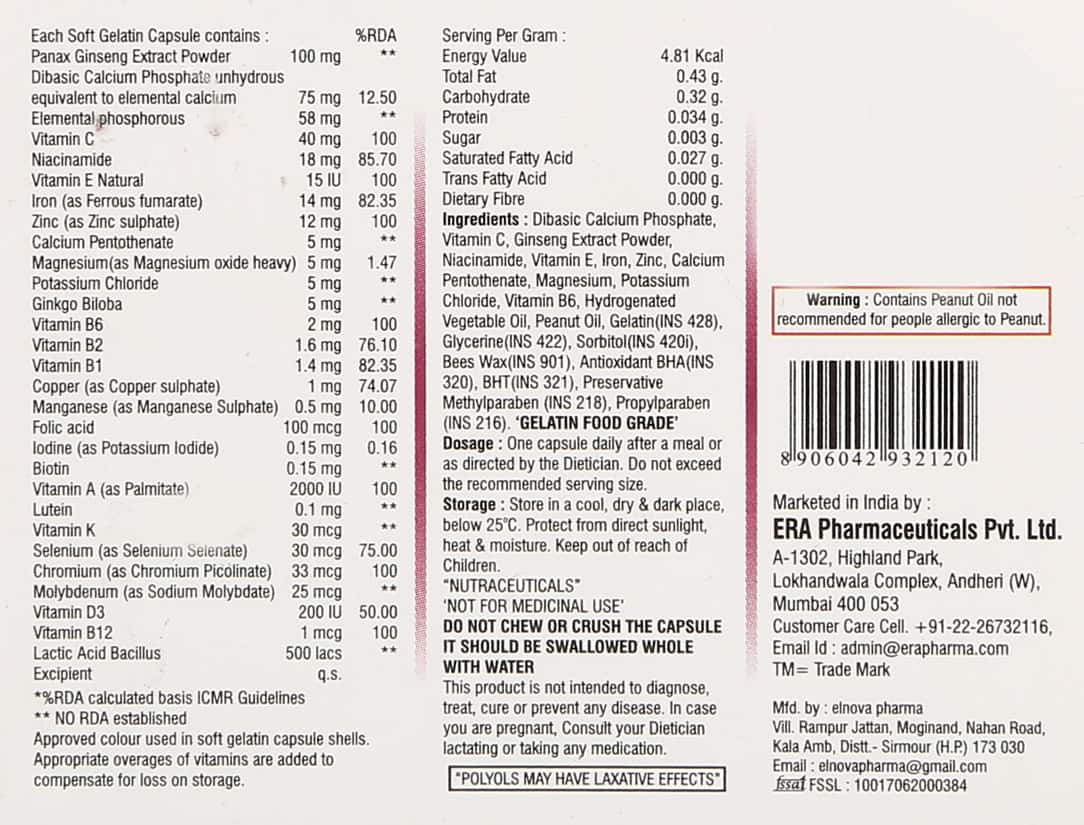 Each Soft Gelatin Capsule contains : %RDA
Panax Ginseng Extract Powder 100 mg **
Dibasic Calcium Phosphate unhydrous
equivalent to elemental calcium 75 mg 12.50
Elemental phosphorous 58 mg **
Vitamin C 40 mg 100
Niacinamide 18 mg 85.70
Vitamin E Natural 15 IU 100
Iron (as Ferrous fumarate) 14 mg 82.35
Zinc (as Zinc sulphate) 12 mg 100
Calcium Pentothenate 5 mg **
Magnesium(as Magnesium oxide heavy) 5 mg 1.47
Potassium Chloride 5 mg **
Ginkgo Biloba 5 mg **
Vitamin B6 2 mg 100
Vitamin B2 1.6 mg 76.10
Vitamin B1 1.4 mg 82.35
Copper (as Copper sulphate) 1 mg 74.07
Manganese (as Manganese Sulphate) 0.5 mg 10.00
Folic acid 100 mcg 100
Iodine (as Potassium Iodide) 0.15 mg 0.16
Biotin 0.15 mg **
Vitamin A (as Palmitate) 2000 IU 100
Lutein 0.1 mg **
Vitamin K 30 mcg **
Selenium (as Selenium Selenate) 30 mcg 75.00
Chromium (as Chromium Picolinate) 33 mcg 100
Molybdenum (as Sodium Molybdate) 25 mcg **
Vitamin D3 200 IU 50.00
Vitamin B12 1 mcg 100
Lactic Acid Bacillus 500 lacs **
Excipient q.s.
*%RDA calculated basis ICMR Guidelines
** NO RDA established
Approved colour used in soft gelatin capsule shells.
Appropriate overages of vitamins are added to
compensate for loss on storage.
Serving Per Gram :
Energy Value 4.81 Kcal
Total Fat 0.43 g.
Carbohydrate 0.32 g.
Protein 0.034 g.
Sugar 0.003 g.
Saturated Fatty Acid 0.027 g.
Trans Fatty Acid 0.000 g.
Dietary Fibre 0.000 g.
Ingredients : Dibasic Calcium Phosphate,
Vitamin C, Ginseng Extract Powder,
Niacinamide, Vitamin E, Iron, Zinc, Calcium
Pentothenate, Magnesium, Potassium
Chloride, Vitamin B6, Hydrogenated
Vegetable Oil, Peanut Oil, Gelatin(INS 428),
Glycerine(INS 422), Sorbitol(INS 420i),
Bees Wax(INS 901), Antioxidant BHA(INS
320), BHT(INS 321), Preservative
Methylparaben (INS 218), Propylparaben
(INS 216). 'GELATIN FOOD GRADE'
Dosage : One capsule daily after a meal or
as directed by the Dietician. Do not exceed
the recommended serving size.
Storage : Store in a cool, dry & dark place,
below 25°C. Protect from direct sunlight,
heat & moisture. Keep out of reach of
Children.
"NUTRACEUTICALS"
'NOT FOR MEDICINAL USE'
DO NOT CHEW OR CRUSH THE CAPSULE
IT SHOULD BE SWALLOWED WHOLE
WITH WATER
This product is not intended to diagnose,
treat, cure or prevent any disease. In case
you are pregnant, Consult your Dietician
lactating or taking any medication.
"POLYOLS MAY HAVE LAXATIVE EFFECTS"
Warning : Contains Peanut Oil not
recommended for people allergic to Peanut.
8 906042 932120
Marketed in India by :
ERA Pharmaceuticals Pvt. Ltd.
A-1302, Highland Park,
Lokhandwala Complex, Andheri (W),
Mumbai 400 053
Customer Care Cell. +91-22-26732116,
Email Id : admin@erapharma.com
TM= Trade Mark
Mfd. by : elnova pharma
Vill. Rampur Jattan, Moginand, Nahan Road,
Kala Amb, Distt.- Sirmour (H.P.) 173 030
Email : elnovapharma@gmail.com
fssai FSSL : 10017062000384